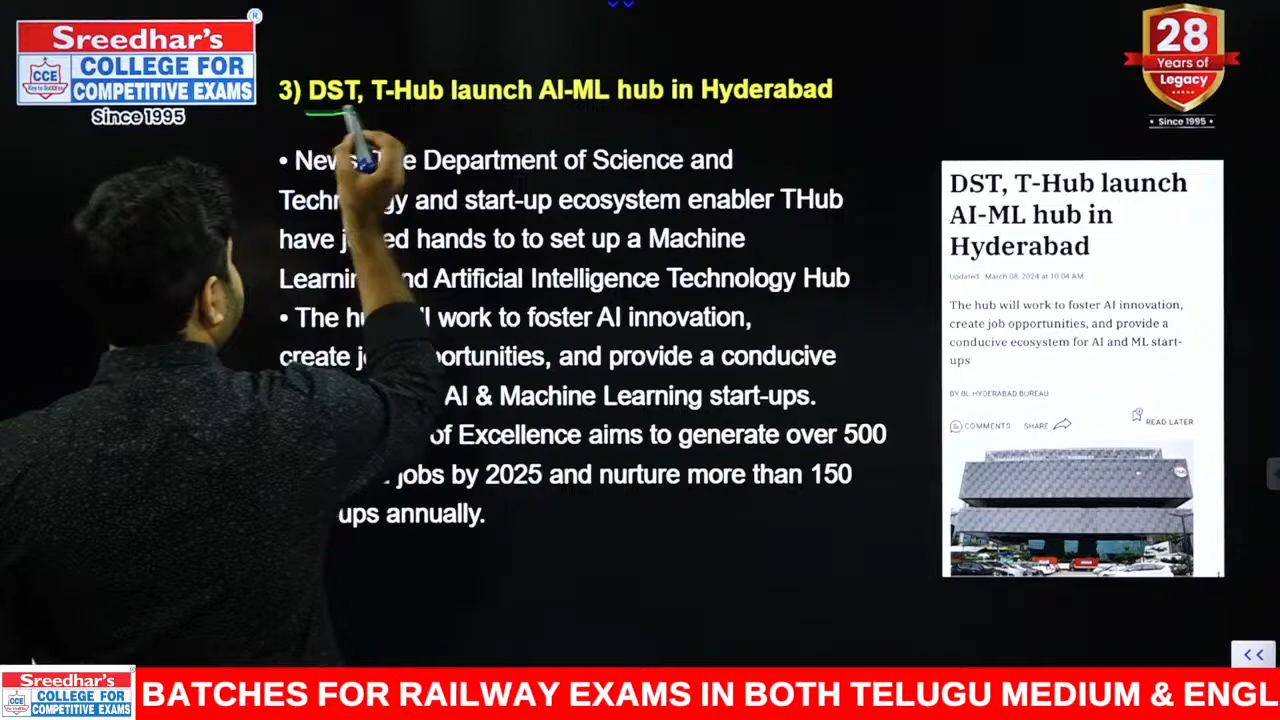 Sreedhar's
CCE
Key to Success
COLLEGE FOR
COMPETITIVE EXAMS
Since 1995
®
28
Years of
Legacy
• Since 1995 •
3) DST, T-Hub launch AI-ML hub in Hyderabad
• News: The Department of Science and
and start-up ecosystem enabler THub
have hands to to set up a Machine
Artificial Intelligence Technology Hub
• The work to foster AI innovation,
create and provide a conducive
AI & Machine Learning start-ups.
of Excellence aims to generate over 500
jobs by 2025 and nurture more than 150
ups annually.
DST, T-Hub launch
AI-ML hub in
Hyderabad
Updated March 08, 2024 at 10:04 AM
The hub will work to foster AI innovation,
create job opportunities, and provide a
conducive ecosystem for AI and ML start-
ups
BY BL HYDERABAD BUREAU
COMMENTS SHARE READ LATER
<<
Sreedhar's
CCE
COLLEGE FOR
COMPETITIVE EXAMS
BATCHES FOR RAILWAY EXAMS IN BOTH TELUGU MEDIUM & ENGL